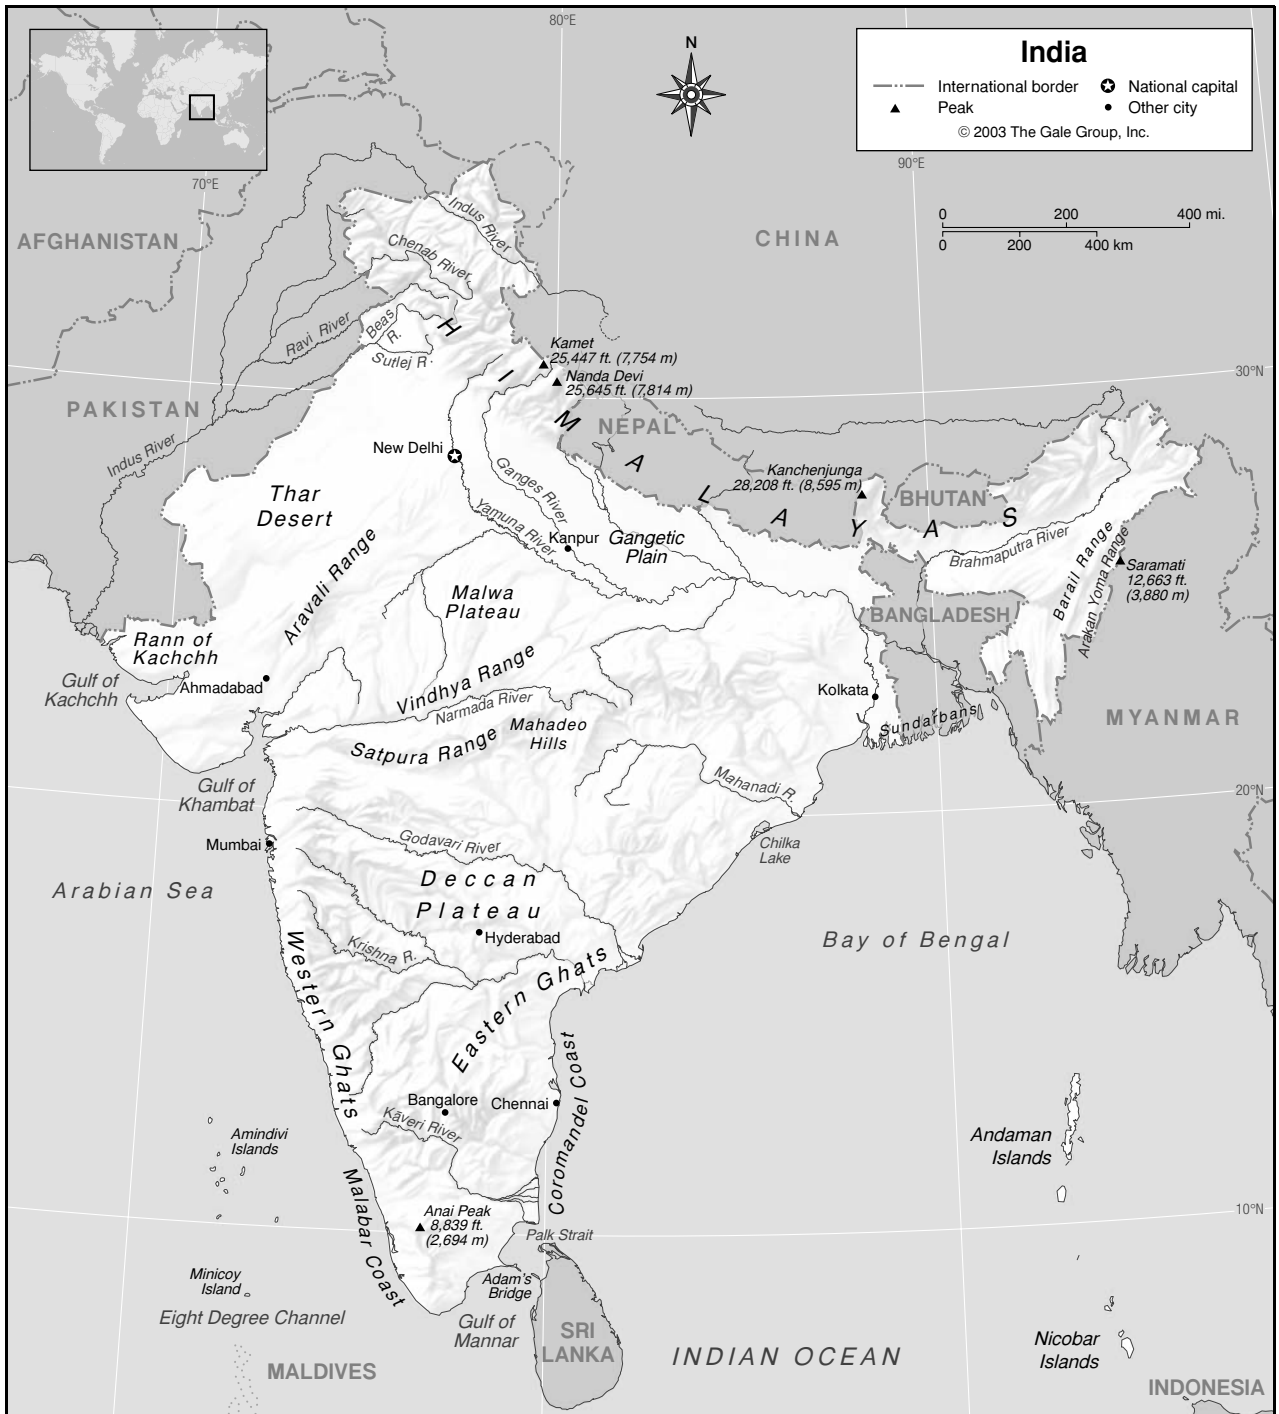 80°E
N
India
International border
National capital
Peak
Other city
© 2003 The Gale Group, Inc.
90°E
70°E
0 200 400 mi.
0 200 400 km
AFGHANISTAN
CHINA
Indus River
Chenab River
Ravi River
Beas
R.
Sutlej R.
HIMALAYAS
Kamet
25,447 ft. (7,754 m)
Nanda Devi
25,645 ft. (7,814 m)
30°N
PAKISTAN
NEPAL
Indus River
New Delhi
Kanchenjunga
28,208 ft. (8,595 m)
BHUTAN
Thar
Desert
Ganges River
Yamuna River
Kanpur
Gangetic
Plain
Brahmaputra River
Barail Range
Arakan Yoma Range
Saramati
12,663 ft.
(3,880 m)
Aravali Range
Malwa
Plateau
BANGLADESH
Rann of
Kachchh
Gulf of
Kachchh
Ahmadabad
Vindhya Range
Narmada River
Kolkata
Sundarbans
MYANMAR
Satpura Range
Mahadeo
Hills
Gulf of
Khambat
Mahanadi R.
20°N
Mumbai
Godavari River
Chilka
Lake
Arabian Sea
Deccan
Plateau
Hyderabad
Krishna R.
Bay of Bengal
Western Ghats
Eastern Ghats
Coromandel Coast
Bangalore
Chennai
Kāveri River
Amindivi
Islands
Andaman
Islands
Malabar Coast
Anai Peak
8,839 ft.
(2,694 m)
Palk Strait
10°N
Minicoy
Island
Adam's
Bridge
Eight Degree Channel
Gulf of
Mannar
SRI
LANKA
INDIAN OCEAN
Nicobar
Islands
MALDIVES
INDONESIA